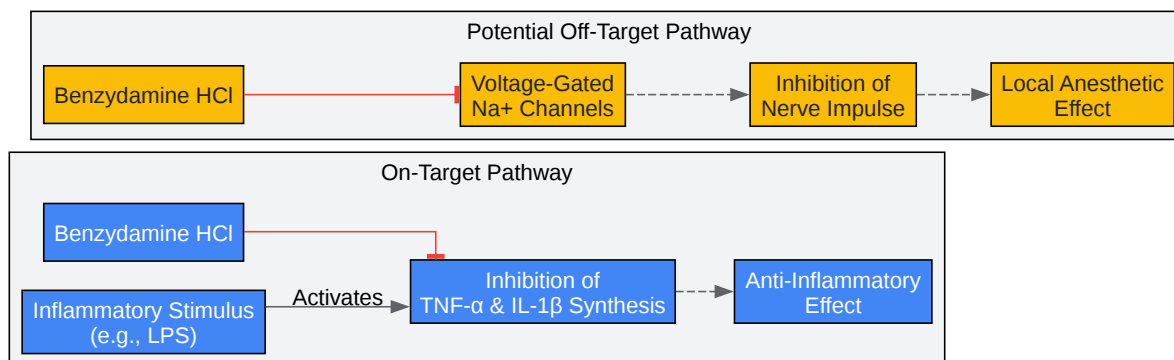 Potential Off-Target Pathway
Benzydamine HCl
Voltage-Gated
Na+ Channels
Inhibition of
Nerve Impulse
Local Anesthetic
Effect
On-Target Pathway
Benzydamine HCl
Inflammatory Stimulus
(e.g., LPS)
Activates
Inhibition of
TNF-α & IL-1β Synthesis
Anti-Inflammatory
Effect